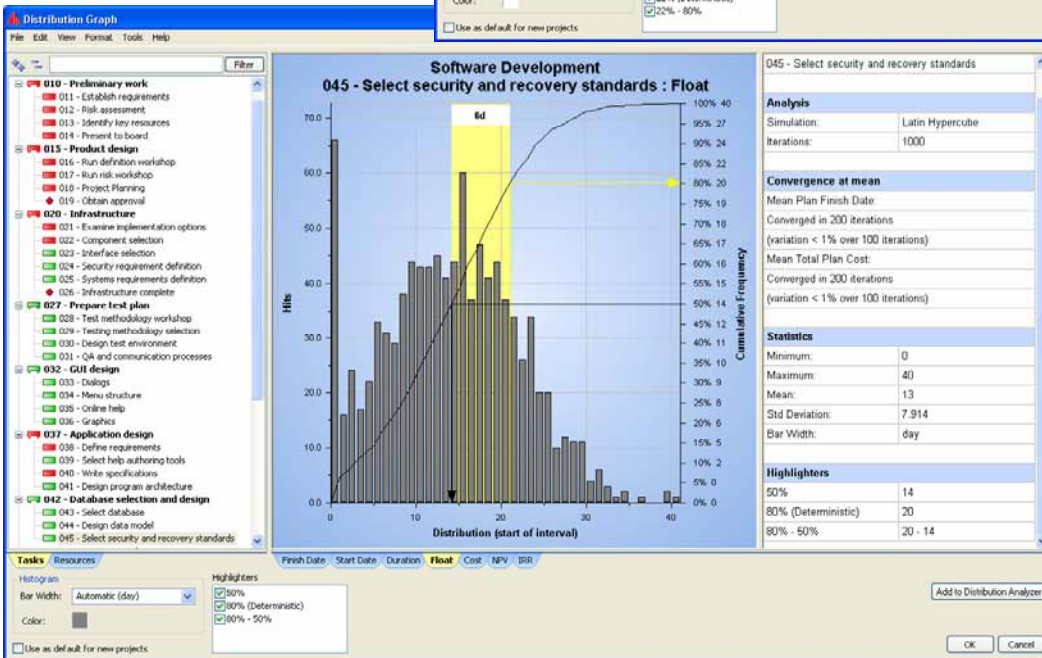 Color:
22% (Deterministic)
22% - 80%
Use as default for new projects
Distribution Graph
File Edit View Format Tools Help
Filter
010 - Preliminary work
011 - Establish requirements
012 - Risk assessment
013 - Identify key resources
014 - Present to board
015 - Product design
016 - Run definition workshop
017 - Run risk workshop
018 - Project Planning
019 - Obtain approval
020 - Infrastructure
021 - Examine implementation options
022 - Component selection
023 - Interface selection
024 - Security requirement definition
025 - Systems requirements definition
026 - Infrastructure complete
027 - Prepare test plan
028 - Test methodology workshop
029 - Testing methodology selection
030 - Design test environment
031 - QA and communication processes
032 - GUI design
033 - Dialogs
034 - Menu structure
035 - Online help
036 - Graphics
037 - Application design
038 - Define requirements
039 - Select help authoring tools
040 - Write specifications
041 - Design program architecture
042 - Database selection and design
043 - Select database
044 - Design data model
045 - Select security and recovery standards
Tasks Resources
Software Development
045 - Select security and recovery standards : Float
6d
Hits
70.0
60.0
50.0
40.0
30.0
20.0
10.0
0.0
0 10 20 30 40
Distribution (start of interval)
100% 40
95% 27
90% 24
85% 22
80% 20
75% 19
70% 18
65% 17
60% 16
55% 15
50% 14
45% 12
40% 11
35% 10
30% 9
25% 8
20% 6
15% 5
10% 2
5% 0
0% 0
Cumulative Frequency
Finish Date Start Date Duration Float Cost NPV IRR
045 - Select security and recovery standards
Analysis
Simulation: Latin Hypercube
Iterations: 1000
Convergence at mean
Mean Plan Finish Date:
Converged in 200 iterations
(variation < 1% over 100 iterations)
Mean Total Plan Cost:
Converged in 200 iterations
(variation < 1% over 100 iterations)
Statistics
Minimum: 0
Maximum: 40
Mean: 13
Std Deviation: 7.914
Bar Width: day
Highlighters
50% 14
80% (Deterministic) 20
80% - 50% 20 - 14
Histogram
Bar Width: Automatic (day)
Color:
Use as default for new projects
Highlighters
50%
80% (Deterministic)
80% - 50%
Add to Distribution Analyzer
OK Cancel